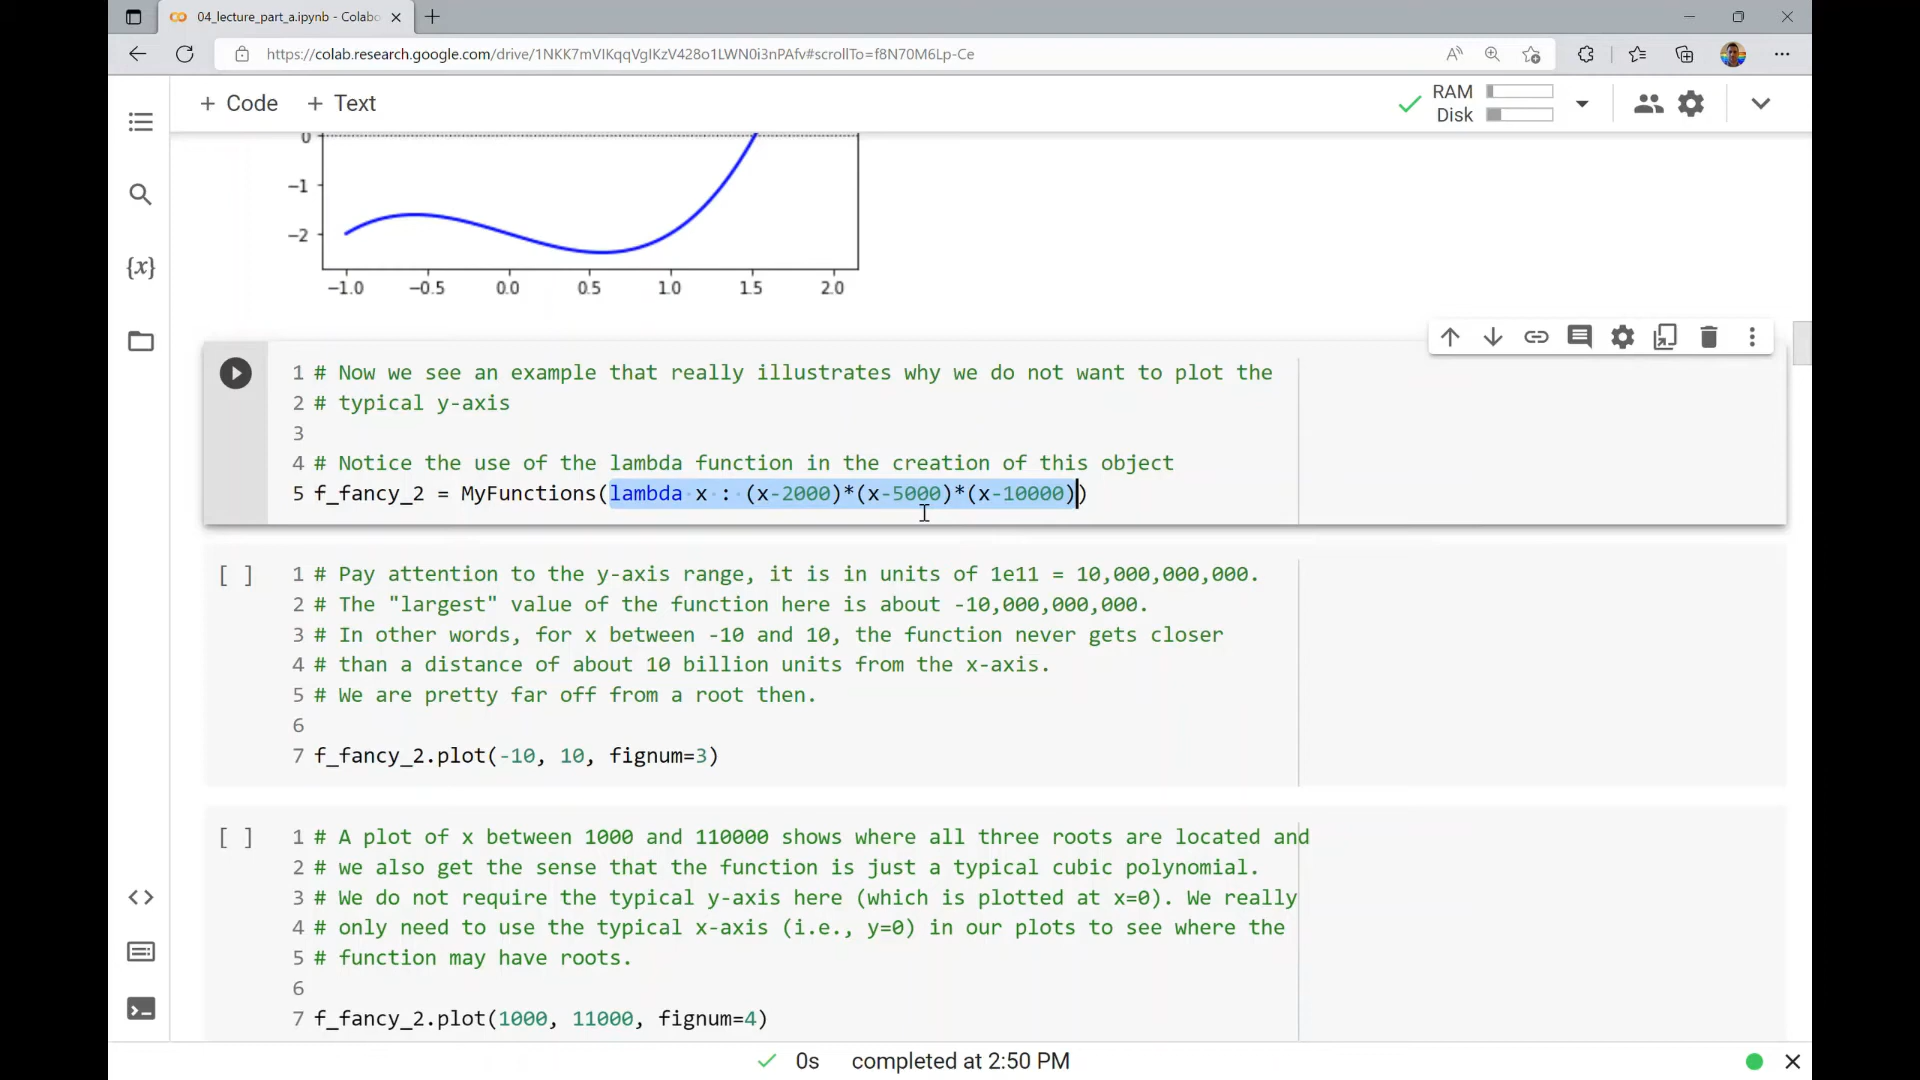 04_lecture_part_a.ipynb - Colabo
https://colab.research.google.com/drive/1NKK7mVIKqqVgIKzV428o1LWN0i3nPAfv#scrollTo=f8N70M6Lp-Ce
+ Code + Text
RAM
Disk
0
−1
−2
−1.0 −0.5 0.0 0.5 1.0 1.5 2.0
{x}
1 # Now we see an example that really illustrates why we do not want to plot the
2 # typical y-axis
3
4 # Notice the use of the lambda function in the creation of this object
5 f_fancy_2 = MyFunctions(lambda x : (x-2000)*(x-5000)*(x-10000))
[ ]
1 # Pay attention to the y-axis range, it is in units of 1e11 = 10,000,000,000.
2 # The "largest" value of the function here is about -10,000,000,000.
3 # In other words, for x between -10 and 10, the function never gets closer
4 # than a distance of about 10 billion units from the x-axis.
5 # We are pretty far off from a root then.
6
7 f_fancy_2.plot(-10, 10, fignum=3)
[ ]
1 # A plot of x between 1000 and 110000 shows where all three roots are located and
2 # we also get the sense that the function is just a typical cubic polynomial.
3 # We do not require the typical y-axis here (which is plotted at x=0). We really
4 # only need to use the typical x-axis (i.e., y=0) in our plots to see where the
5 # function may have roots.
6
7 f_fancy_2.plot(1000, 11000, fignum=4)
0s completed at 2:50 PM